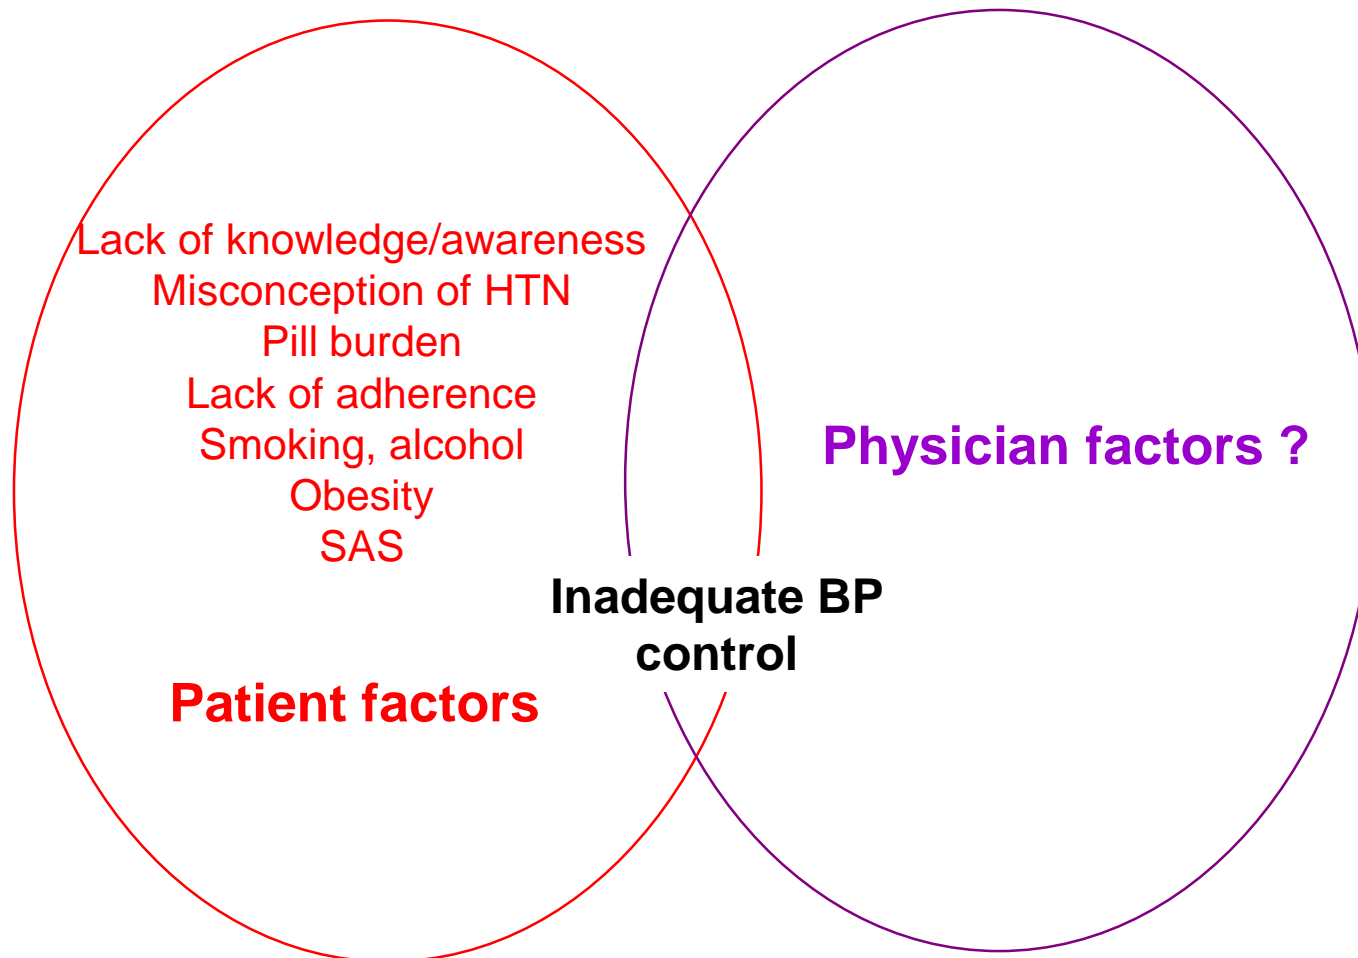 Lack of knowledge/awareness
Misconception of HTN
Pill burden
Lack of adherence
Smoking, alcohol
Obesity
SAS
Patient factors
Inadequate BP
control
Physician factors ?